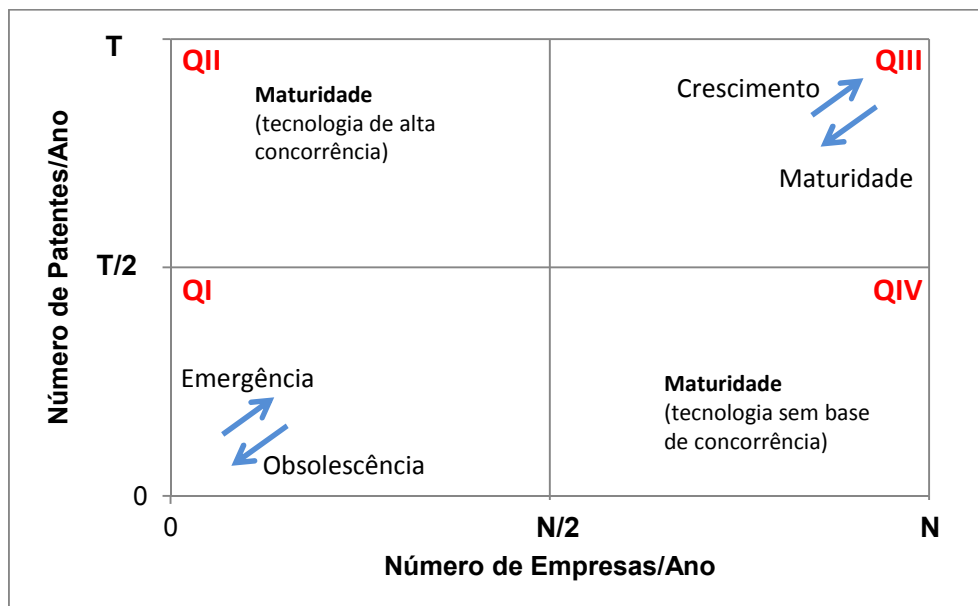 T
QII
Maturidade
(tecnologia de alta
concorrência)
QIII
Crescimento
Maturidade
Número de Patentes/Ano
T/2
QI
Emergência
Obsolescência
QIV
Maturidade
(tecnologia sem base
de concorrência)
0
0
N/2
N
Número de Empresas/Ano